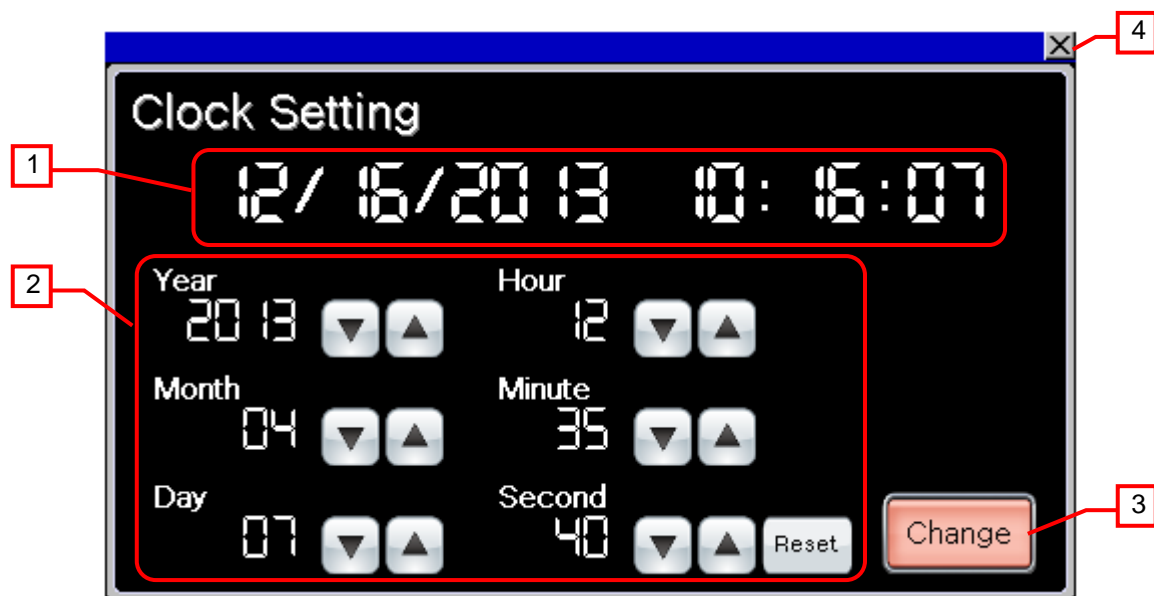 4
Clock Setting
1
12/16/2013 10:16:07
2
Year Hour
2013 12
Month Minute
04 35
Day Second
07 40 Reset
Change
3